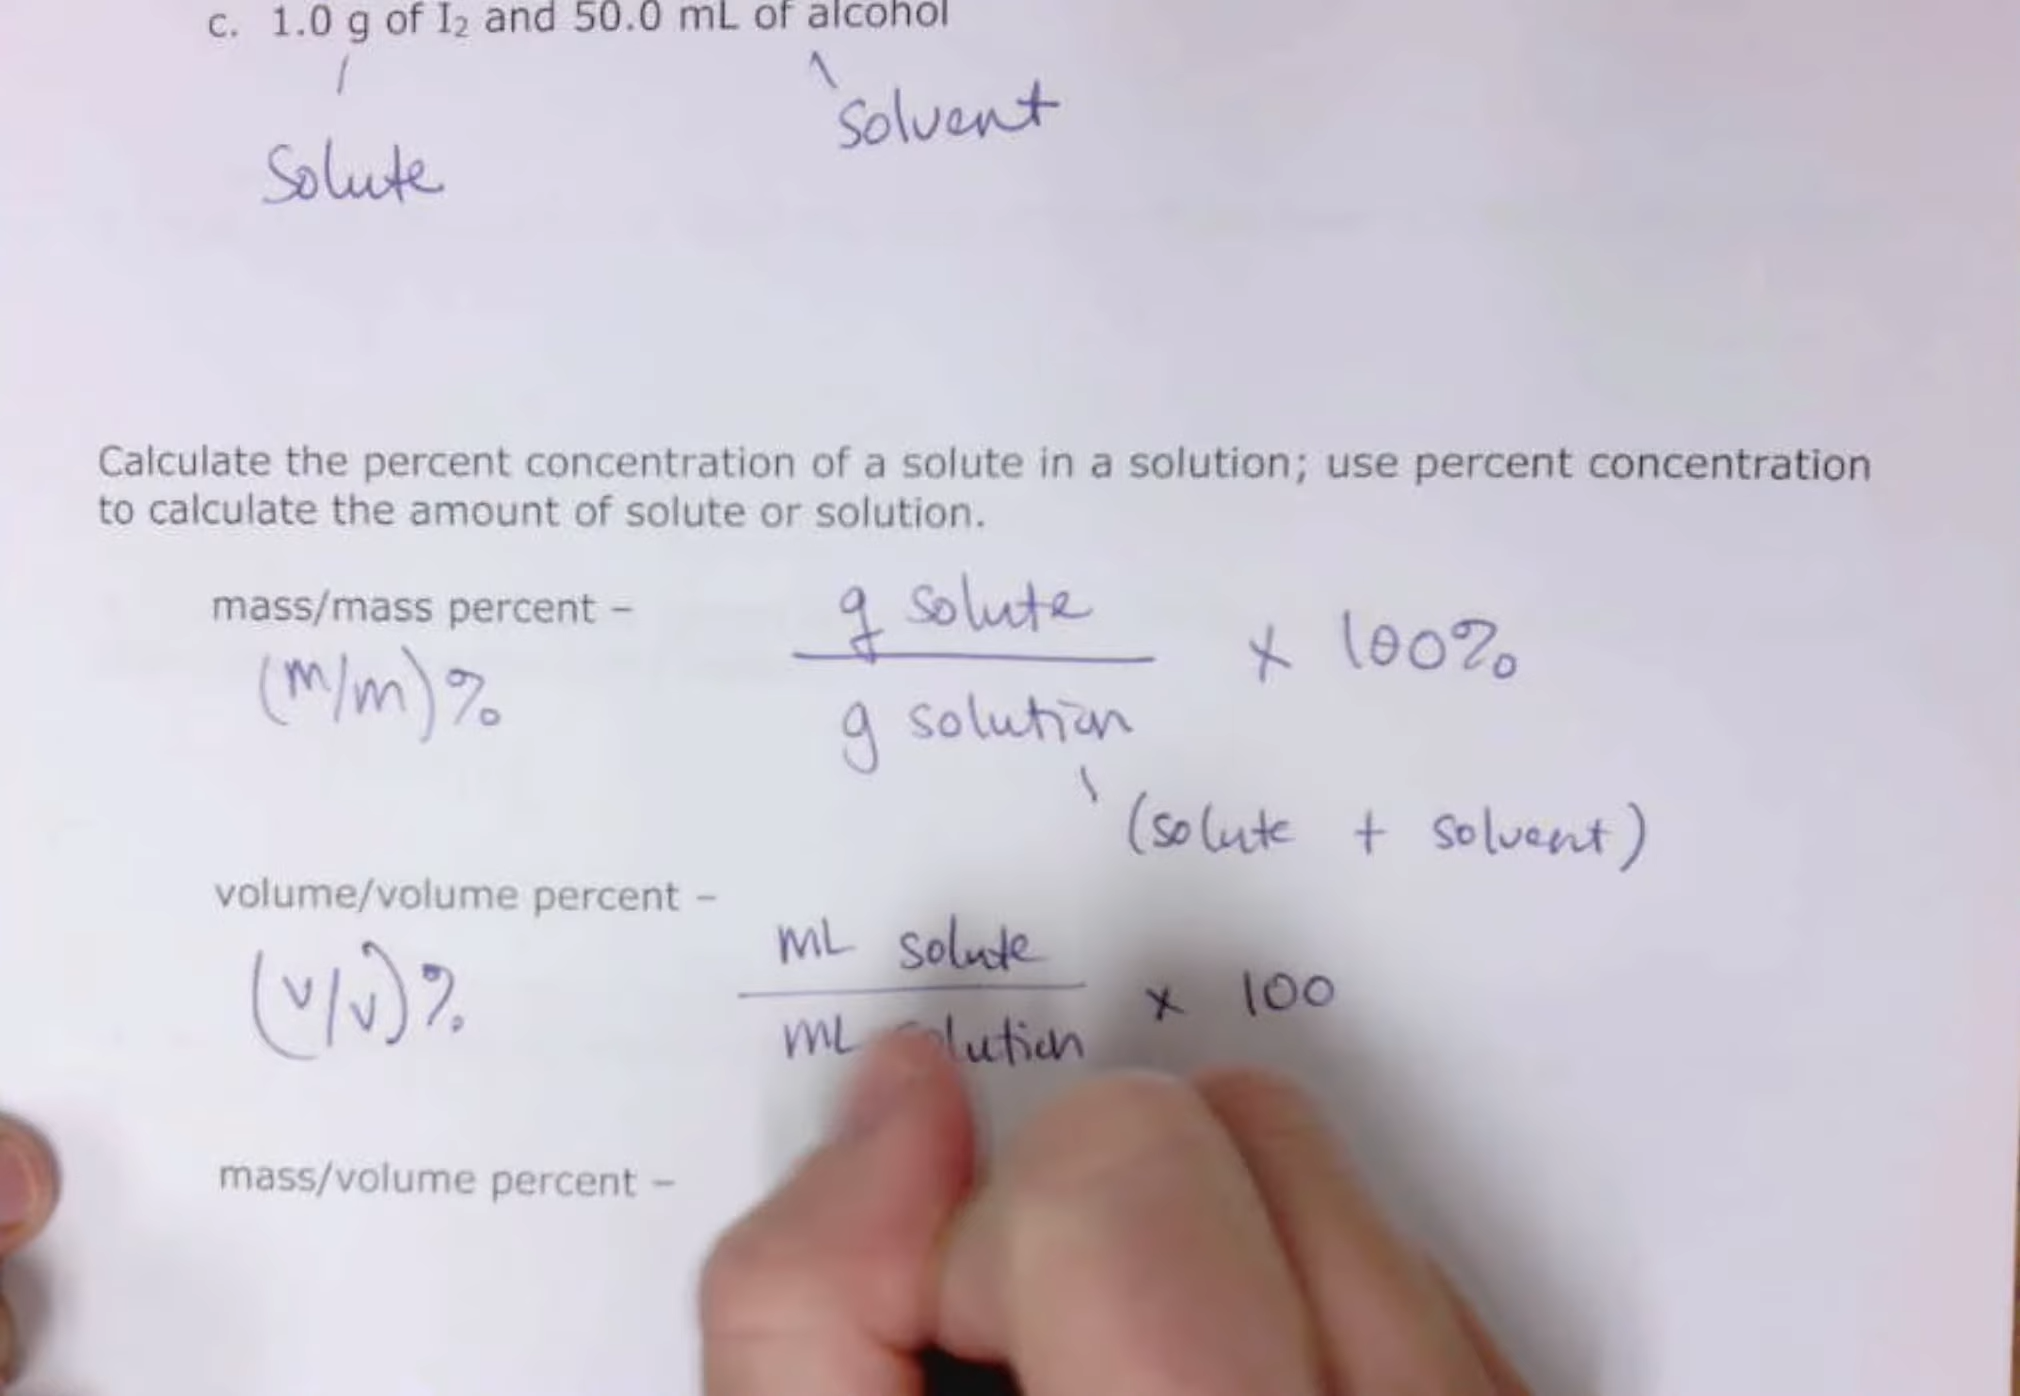 c. 1.0 g of I₂ and 50.0 mL of alcohol
solvent
Solute
Calculate the percent concentration of a solute in a solution; use percent concentration
to calculate the amount of solute or solution.
mass/mass percent –
(m/m)%
g solute
g solution
x 100%
(solute + solvent)
volume/volume percent –
(v/v)%
mL solute
mL solution
x 100
mass/volume percent –